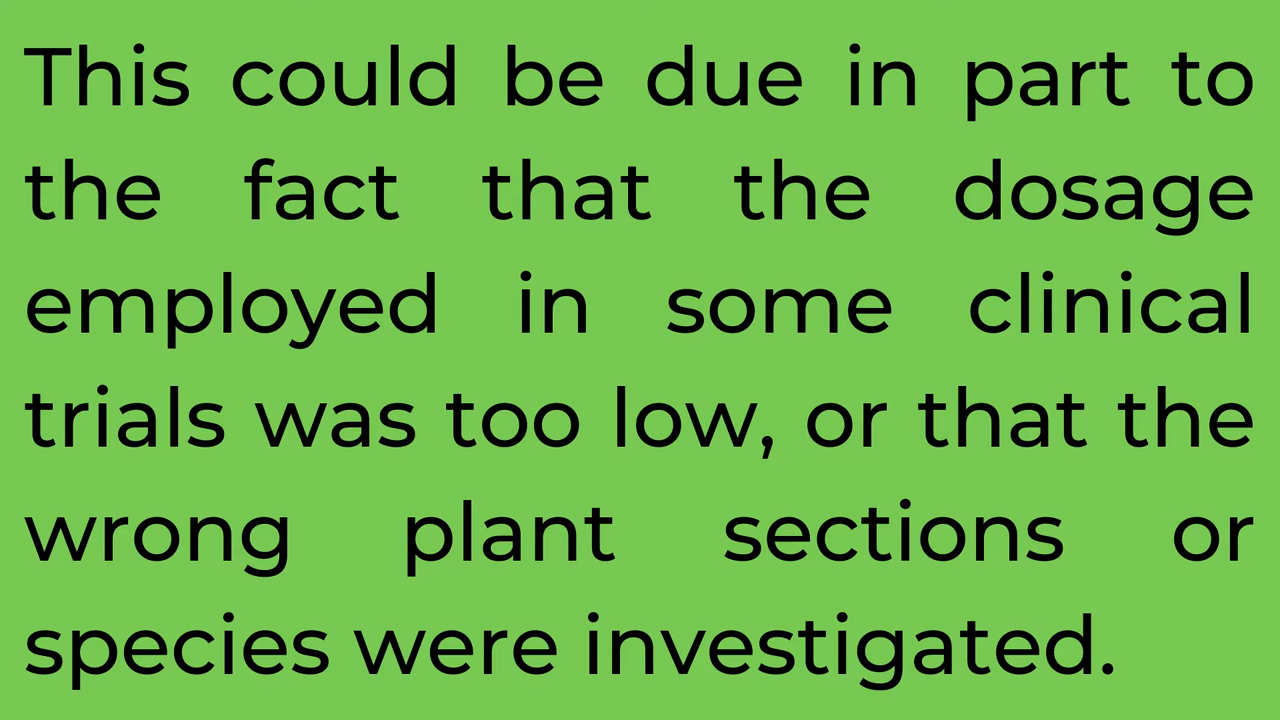 This could be due in part to
the fact that the dosage
employed in some clinical
trials was too low, or that the
wrong plant sections or
species were investigated.